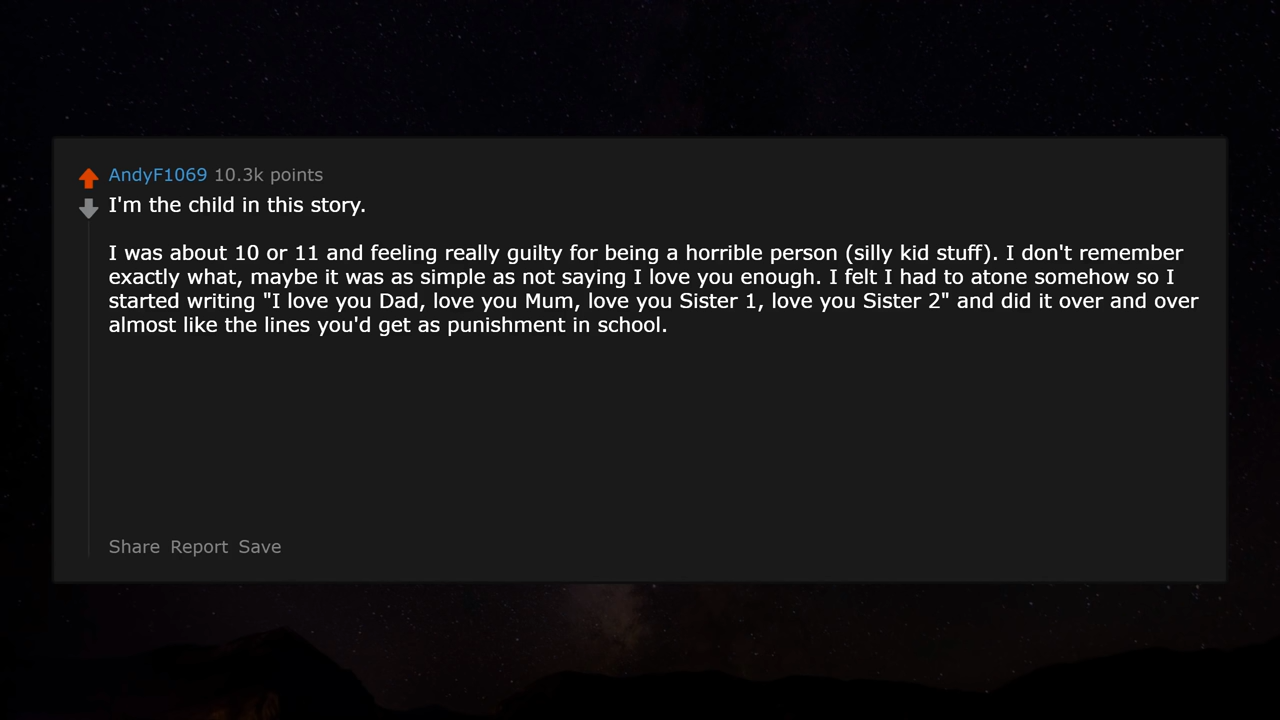 AndyF1069 10.3k points
I'm the child in this story.
I was about 10 or 11 and feeling really guilty for being a horrible person (silly kid stuff). I don't remember
exactly what, maybe it was as simple as not saying I love you enough. I felt I had to atone somehow so I
started writing "I love you Dad, love you Mum, love you Sister 1, love you Sister 2" and did it over and over
almost like the lines you'd get as punishment in school.
Share Report Save